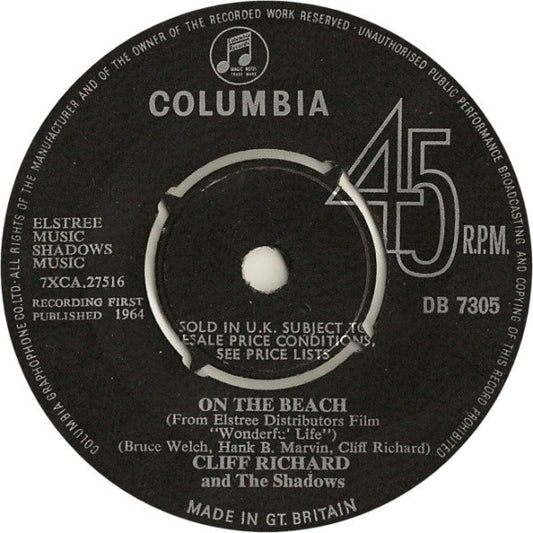 COLUMBIA GRAPHOPHONE CO.LTD·ALL RIGHTS OF THE MANUFACTURER AND OF THE OWNER OF THE RECORDED WORK RESERVED·UNAUTHORISED PUBLIC PERFORMANCE BROADCASTING AND COPYING OF THIS RECORD PROHIBITED
MAGIC NOTES
TRADE MARK
COLUMBIA
45
R.P.M.
ELSTREE
MUSIC
SHADOWS
MUSIC
7XCA.27516
RECORDING FIRST
PUBLISHED 1964
DB 7305
SOLD IN U.K. SUBJECT TO
ESALE PRICE CONDITIONS,
SEE PRICE LISTS
ON THE BEACH
(From Elstree Distributors Film
"Wonderfu' Life")
(Bruce Welch, Hank B. Marvin, Cliff Richard)
CLIFF RICHARD
and The Shadows
MADE IN GT. BRITAIN